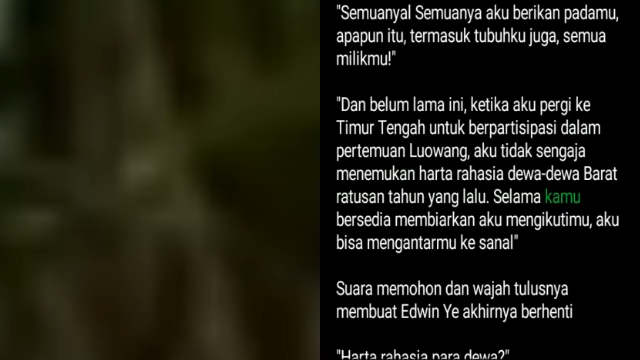 "Semuanyal Semuanya aku berikan padamu,
apapun itu, termasuk tubuhku juga, semua
milikmu!"
"Dan belum lama ini, ketika aku pergi ke
Timur Tengah untuk berpartisipasi dalam
pertemuan Luowang, aku tidak sengaja
menemukan harta rahasia dewa-dewa Barat
ratusan tahun yang lalu. Selama kamu
bersedia membiarkan aku mengikutimu, aku
bisa mengantarmu ke sanal"
Suara memohon dan wajah tulusnya
membuat Edwin Ye akhirnya berhenti
"Harta rahasia para dewa?"